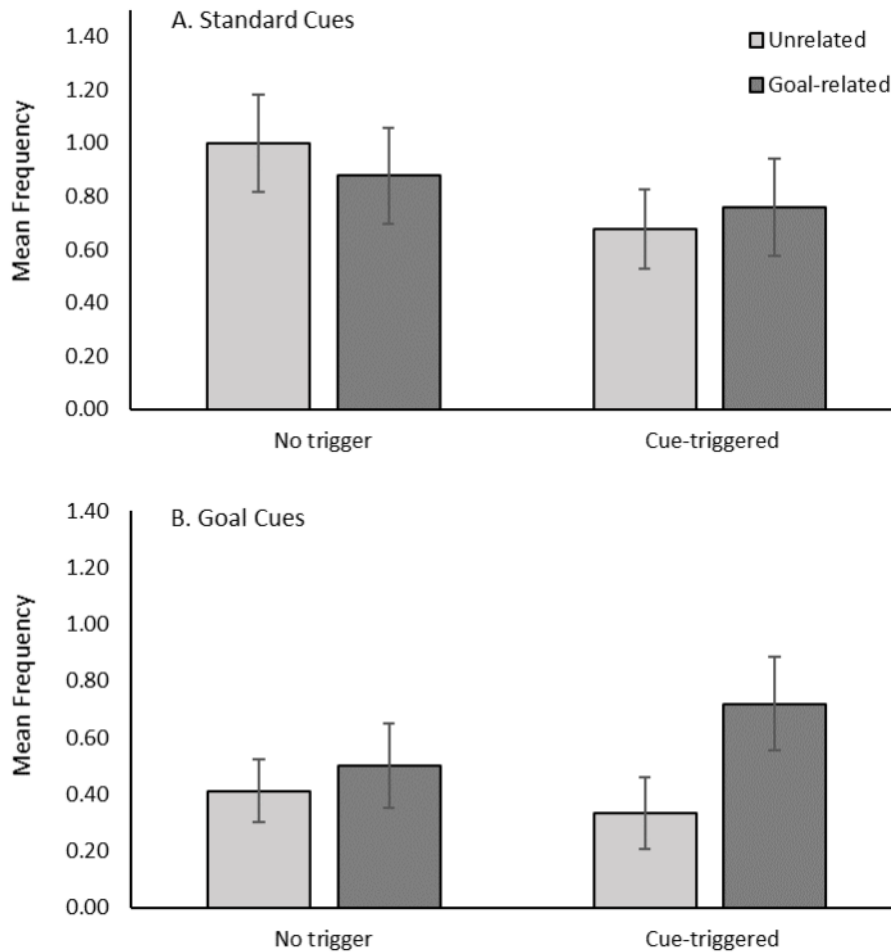 A. Standard Cues
Unrelated
Goal-related
Mean Frequency
1.40
1.20
1.00
0.80
0.60
0.40
0.20
0.00
No trigger Cue-triggered
B. Goal Cues
Mean Frequency
1.40
1.20
1.00
0.80
0.60
0.40
0.20
0.00
No trigger Cue-triggered